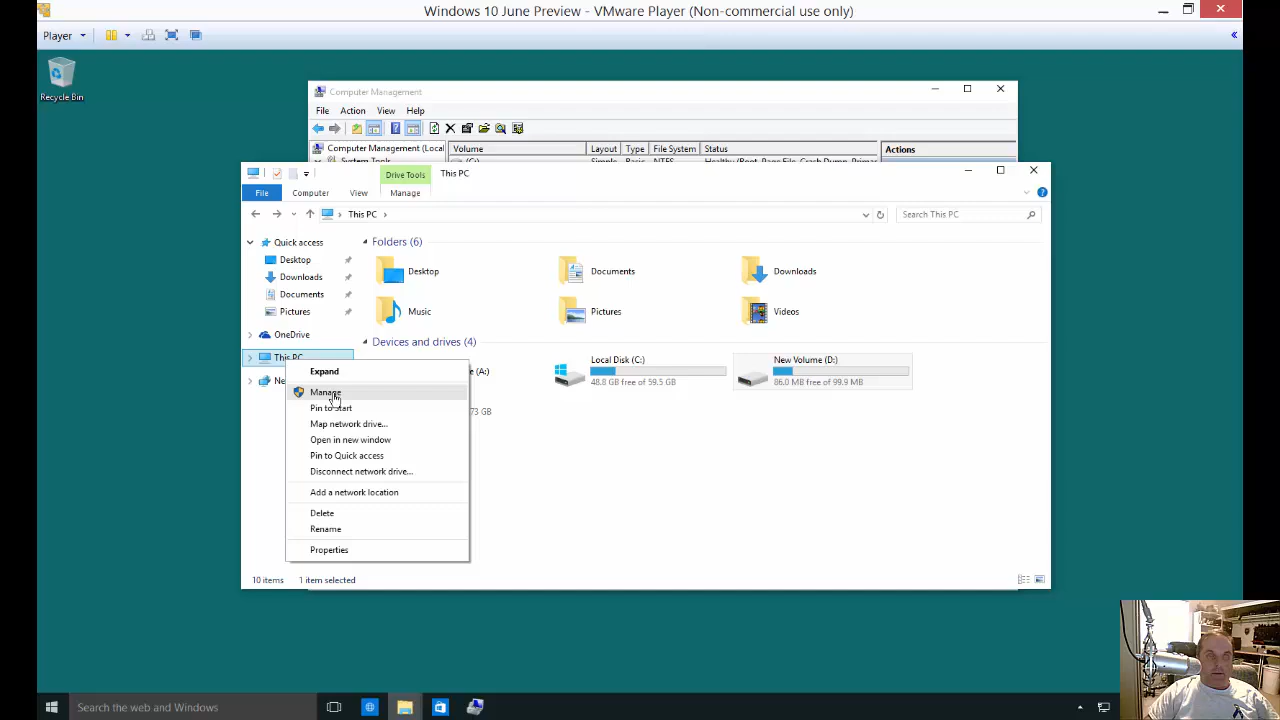 Windows 10 June Preview - VMware Player (Non-commercial use only)
Player
Recycle Bin
Computer Management
File Action View Help
Computer Management (Local
System Tools
Volume Layout Type File System Status
(C:) Simple Basic NTFS Healthy (Boot, Page File, Crash Dump, Primar
Actions
Drive Tools
This PC
File Computer View Manage
This PC
Search This PC
Quick access
Desktop
Downloads
Documents
Pictures
OneDrive
This PC
Ne
Folders (6)
Desktop
Documents
Downloads
Music
Pictures
Videos
Devices and drives (4)
e (A:)
Local Disk (C:)
48.8 GB free of 59.5 GB
New Volume (D:)
86.0 MB free of 99.9 MB
73 GB
Expand
Manage
Pin to Start
Map network drive...
Open in new window
Pin to Quick access
Disconnect network drive...
Add a network location
Delete
Rename
Properties
10 items 1 item selected
Search the web and Windows